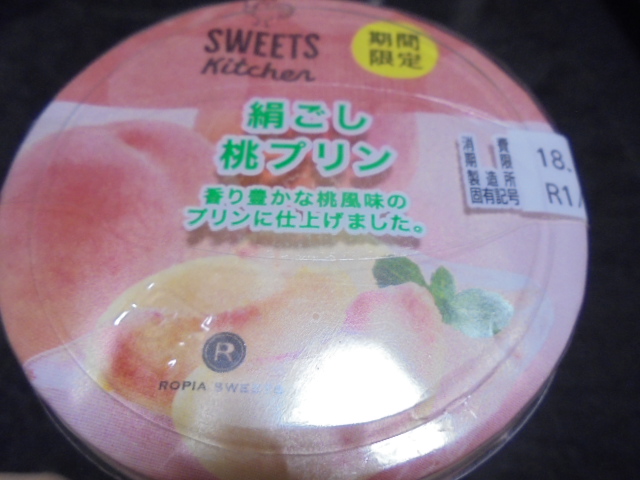 SWEETS
Kitchen
期間
限定
絹ごし
桃プリン
香り豊かな桃風味の
プリンに仕上げました。
消費
期限
18.
製造所
固有記号
R1/
R
ROPIA SWEETS